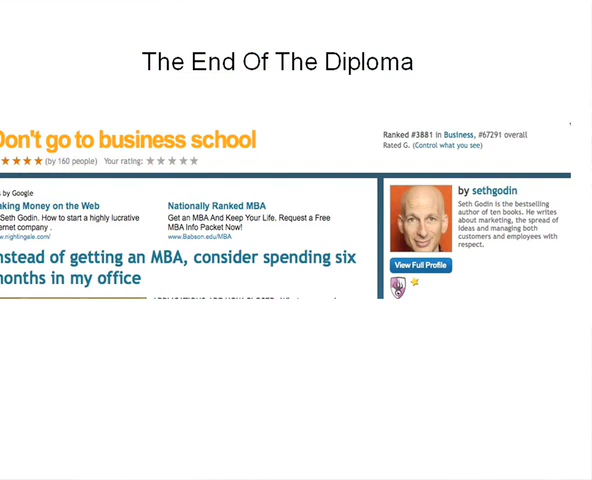 The End Of The Diploma
Don't go to business school
(by 160 people) Your rating:
Ranked #3881 in Business, #67291 overall
Rated G. (Control what you see)
by Google
aking Money on the Web
Seth Godin. How to start a highly lucrative
ernet company .
w.nightingale.com/
Nationally Ranked MBA
Get an MBA And Keep Your Life. Request a Free
MBA Info Packet Now!
www.Babson.edu/MBA
nstead of getting an MBA, consider spending six
months in my office
by sethgodin
Seth Godin is the bestselling
author of ten books. He writes
about marketing, the spread of
ideas and managing both
customers and employees with
respect.
View Full Profile